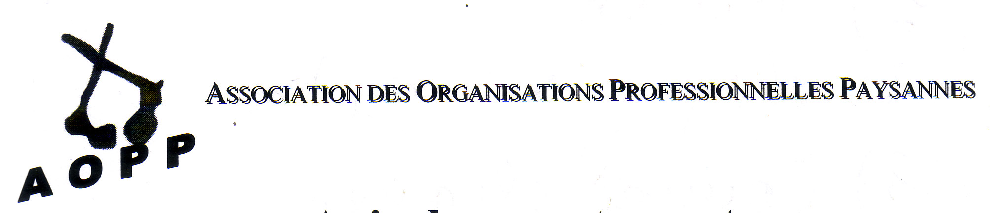 ASSOCIATION DES ORGANISATIONS PROFESSIONNELLES PAYSANNES
AOPP